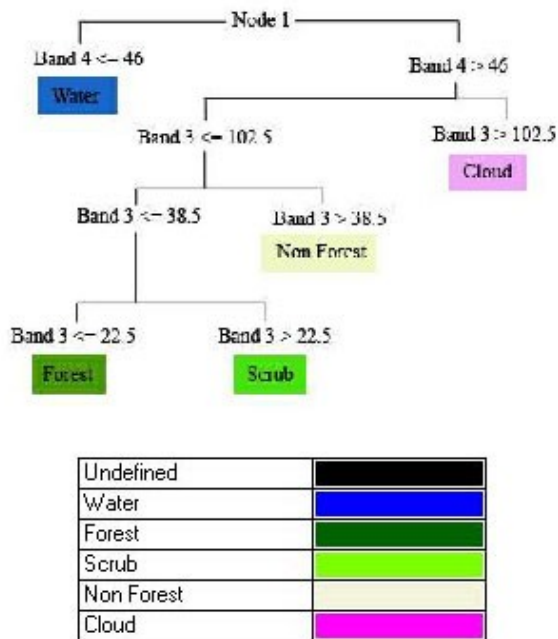 Node 1
Band 4 <= 46
Band 4 > 46
Water
Band 3 <= 102.5
Band 3 > 102.5
Cloud
Band 3 <= 38.5
Band 3 > 38.5
Non Forest
Band 3 <= 22.5
Band 3 > 22.5
Forest
Scrub
Undefined
Water
Forest
Scrub
Non Forest
Cloud